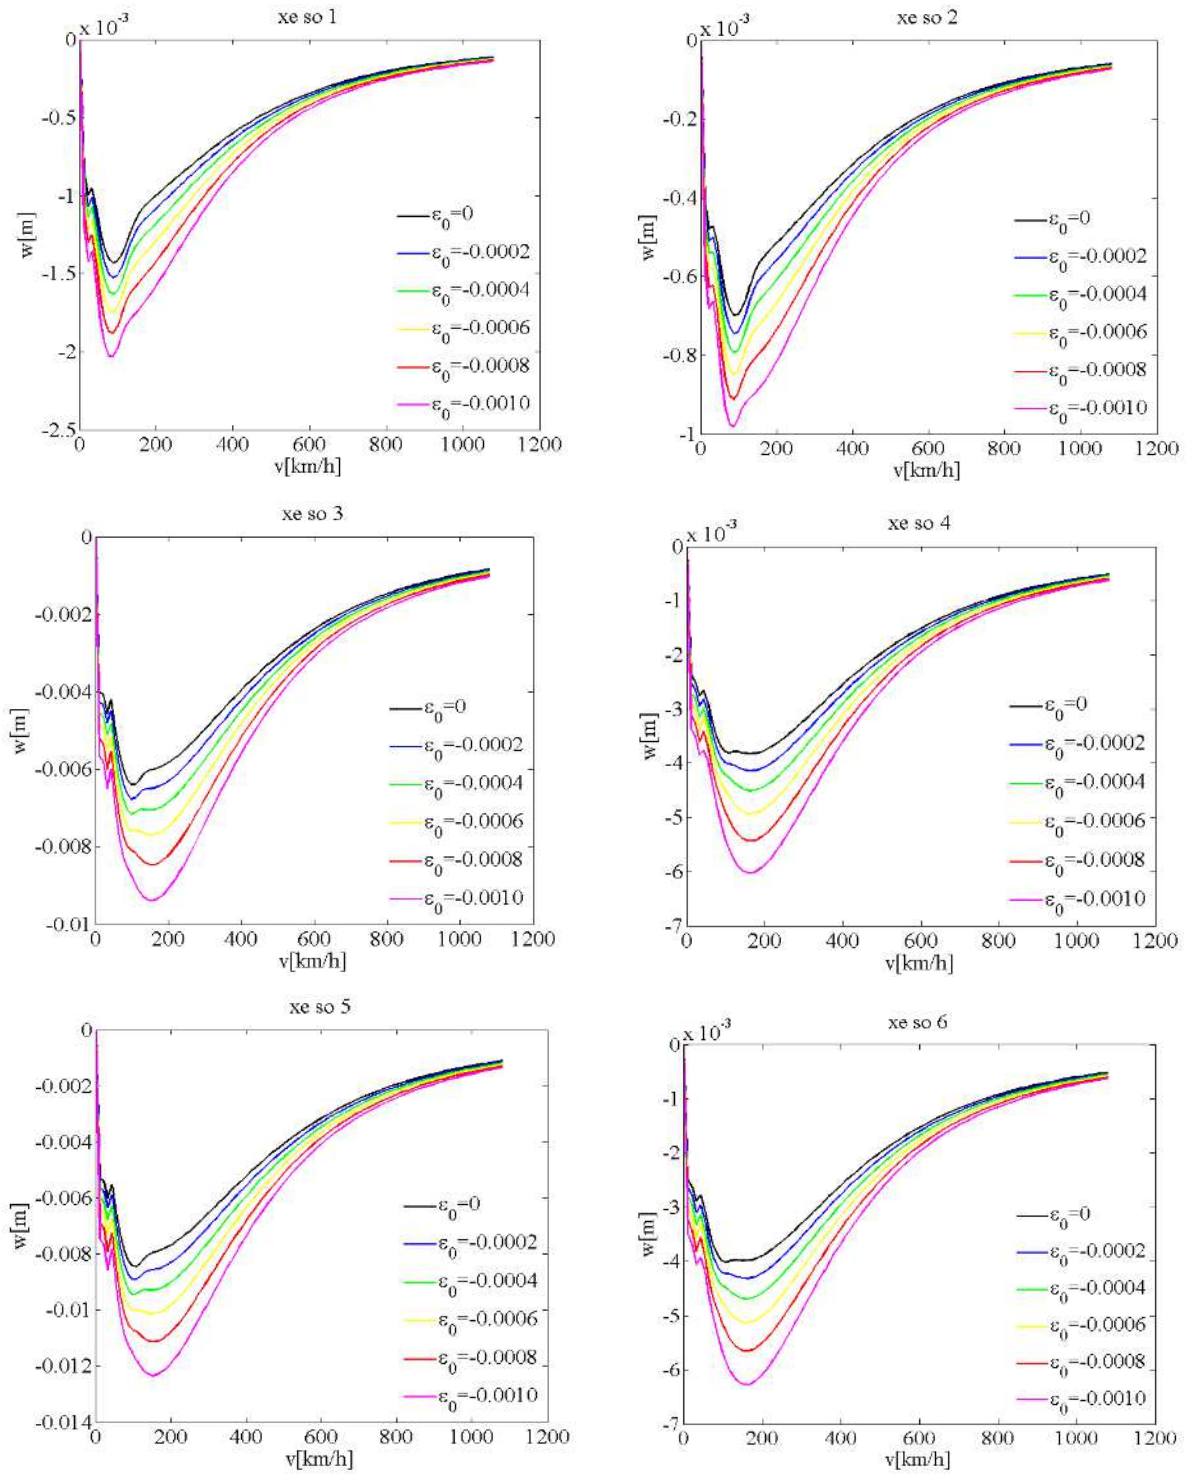 xe so 1
x 10⁻³
0
-0.5
-1
-1.5
-2
-2.5
w[m]
ε₀=0
ε₀=-0.0002
ε₀=-0.0004
ε₀=-0.0006
ε₀=-0.0008
ε₀=-0.0010
0 200 400 600 800 1000 1200
v[km/h]
xe so 2
x 10⁻³
0
-0.2
-0.4
-0.6
-0.8
-1
w[m]
ε₀=0
ε₀=-0.0002
ε₀=-0.0004
ε₀=-0.0006
ε₀=-0.0008
ε₀=-0.0010
0 200 400 600 800 1000 1200
v[km/h]
xe so 3
0
-0.002
-0.004
-0.006
-0.008
-0.01
w[m]
ε₀=0
ε₀=-0.0002
ε₀=-0.0004
ε₀=-0.0006
ε₀=-0.0008
ε₀=-0.0010
0 200 400 600 800 1000 1200
v[km/h]
xe so 4
x 10⁻³
0
-1
-2
-3
-4
-5
-6
-7
w[m]
ε₀=0
ε₀=-0.0002
ε₀=-0.0004
ε₀=-0.0006
ε₀=-0.0008
ε₀=-0.0010
0 200 400 600 800 1000 1200
v[km/h]
xe so 5
0
-0.002
-0.004
-0.006
-0.008
-0.01
-0.012
-0.014
w[m]
ε₀=0
ε₀=-0.0002
ε₀=-0.0004
ε₀=-0.0006
ε₀=-0.0008
ε₀=-0.0010
0 200 400 600 800 1000 1200
v[km/h]
xe so 6
x 10⁻³
0
-1
-2
-3
-4
-5
-6
-7
w[m]
ε₀=0
ε₀=-0.0002
ε₀=-0.0004
ε₀=-0.0006
ε₀=-0.0008
ε₀=-0.0010
0 200 400 600 800 1000 1200
v[km/h]